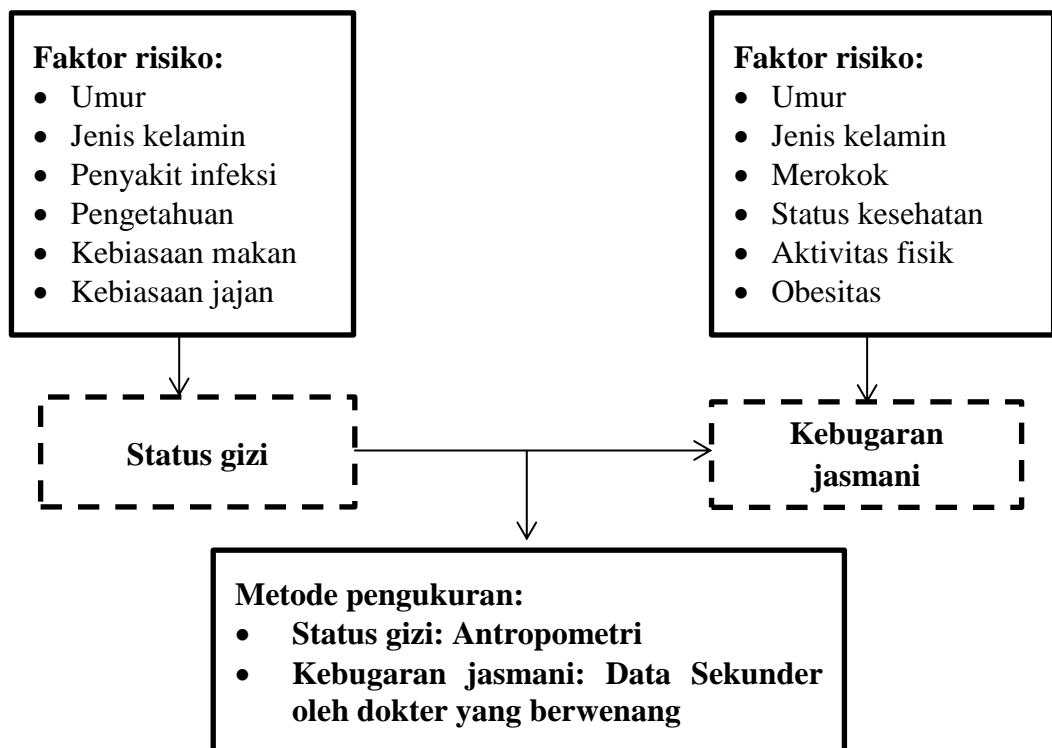 Faktor risiko:
• Umur
• Jenis kelamin
• Penyakit infeksi
• Pengetahuan
• Kebiasaan makan
• Kebiasaan jajan
Faktor risiko:
• Umur
• Jenis kelamin
• Merokok
• Status kesehatan
• Aktivitas fisik
• Obesitas
Status gizi
Kebugaran
jasmani
Metode pengukuran:
• Status gizi: Antropometri
• Kebugaran jasmani: Data Sekunder
oleh dokter yang berwenang